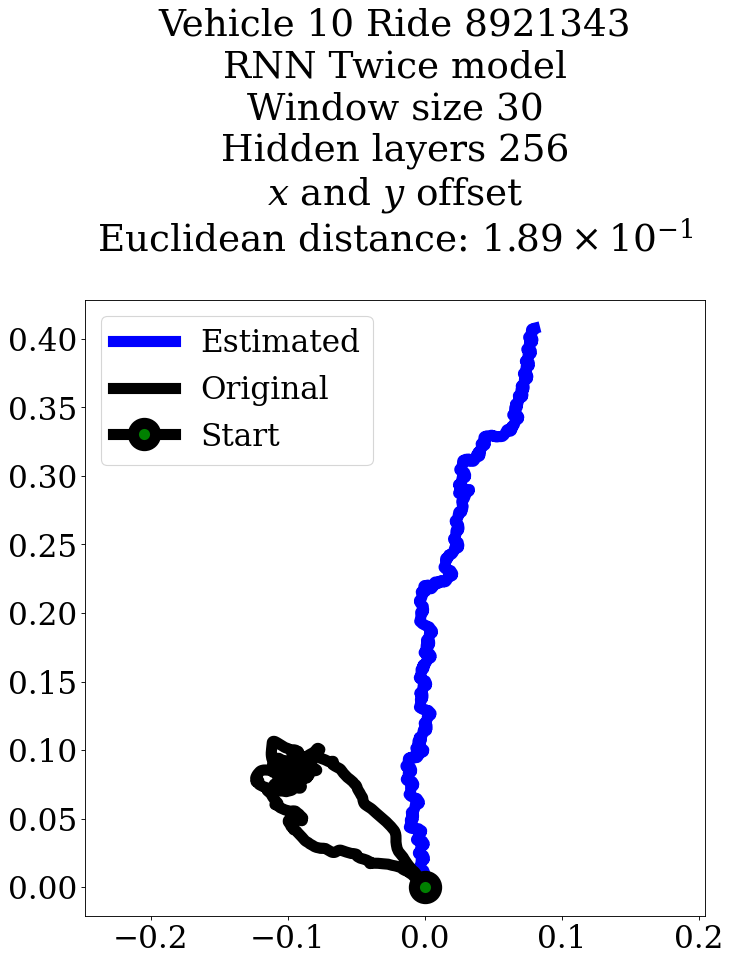 Vehicle 10 Ride 8921343
RNN Twice model
Window size 30
Hidden layers 256
x and y offset
Euclidean distance: 1.89 × 10⁻¹
Estimated
Original
Start
0.40
0.35
0.30
0.25
0.20
0.15
0.10
0.05
0.00
−0.2 −0.1 0.0 0.1 0.2